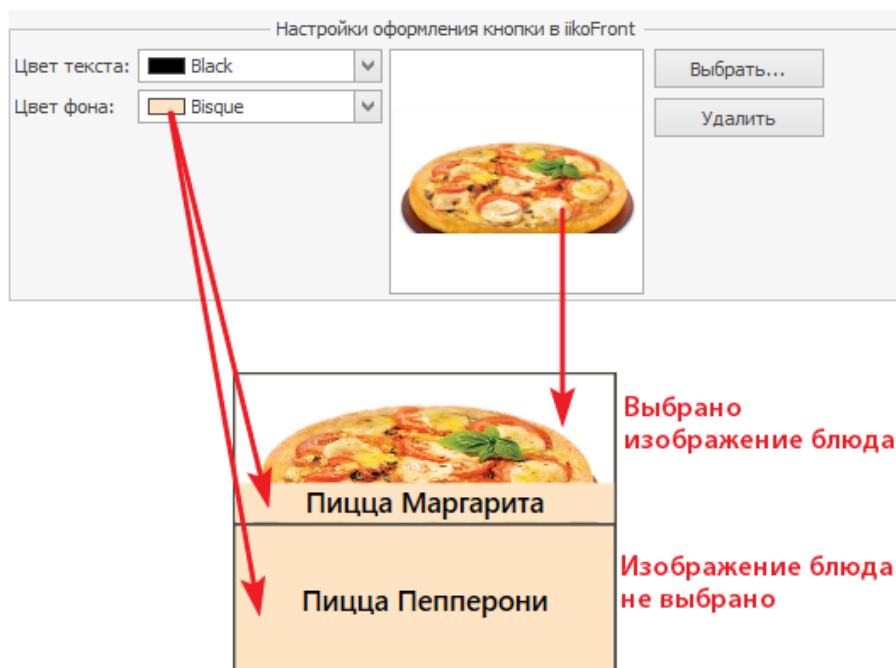 Настройки оформления кнопки в iikoFront
Цвет текста: Black
Выбрать...
Цвет фона: Bisque
Удалить
Выбрано
изображение блюда
Пицца Маргарита
Изображение блюда
не выбрано
Пицца Пепперони